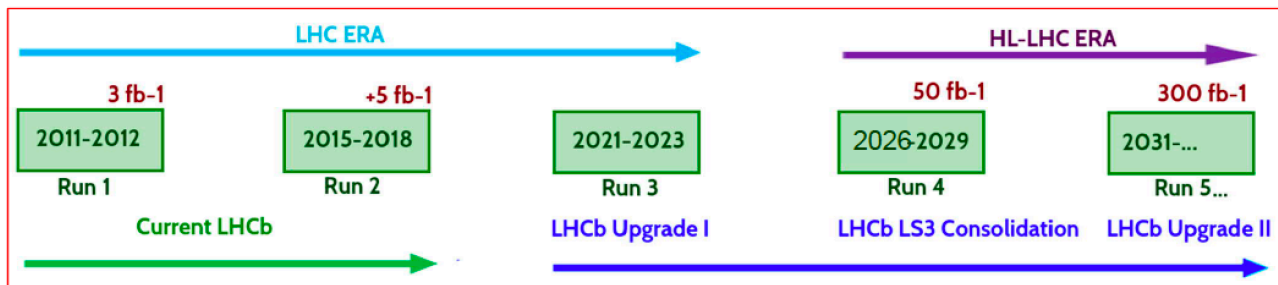 LHC ERA
HL-LHC ERA
3 fb-1
+5 fb-1
50 fb-1
300 fb-1
2011-2012
2015-2018
2021-2023
2026-2029
2031-...
Run 1
Run 2
Run 3
Run 4
Run 5...
Current LHCb
LHCb Upgrade I
LHCb LS3 Consolidation
LHCb Upgrade II